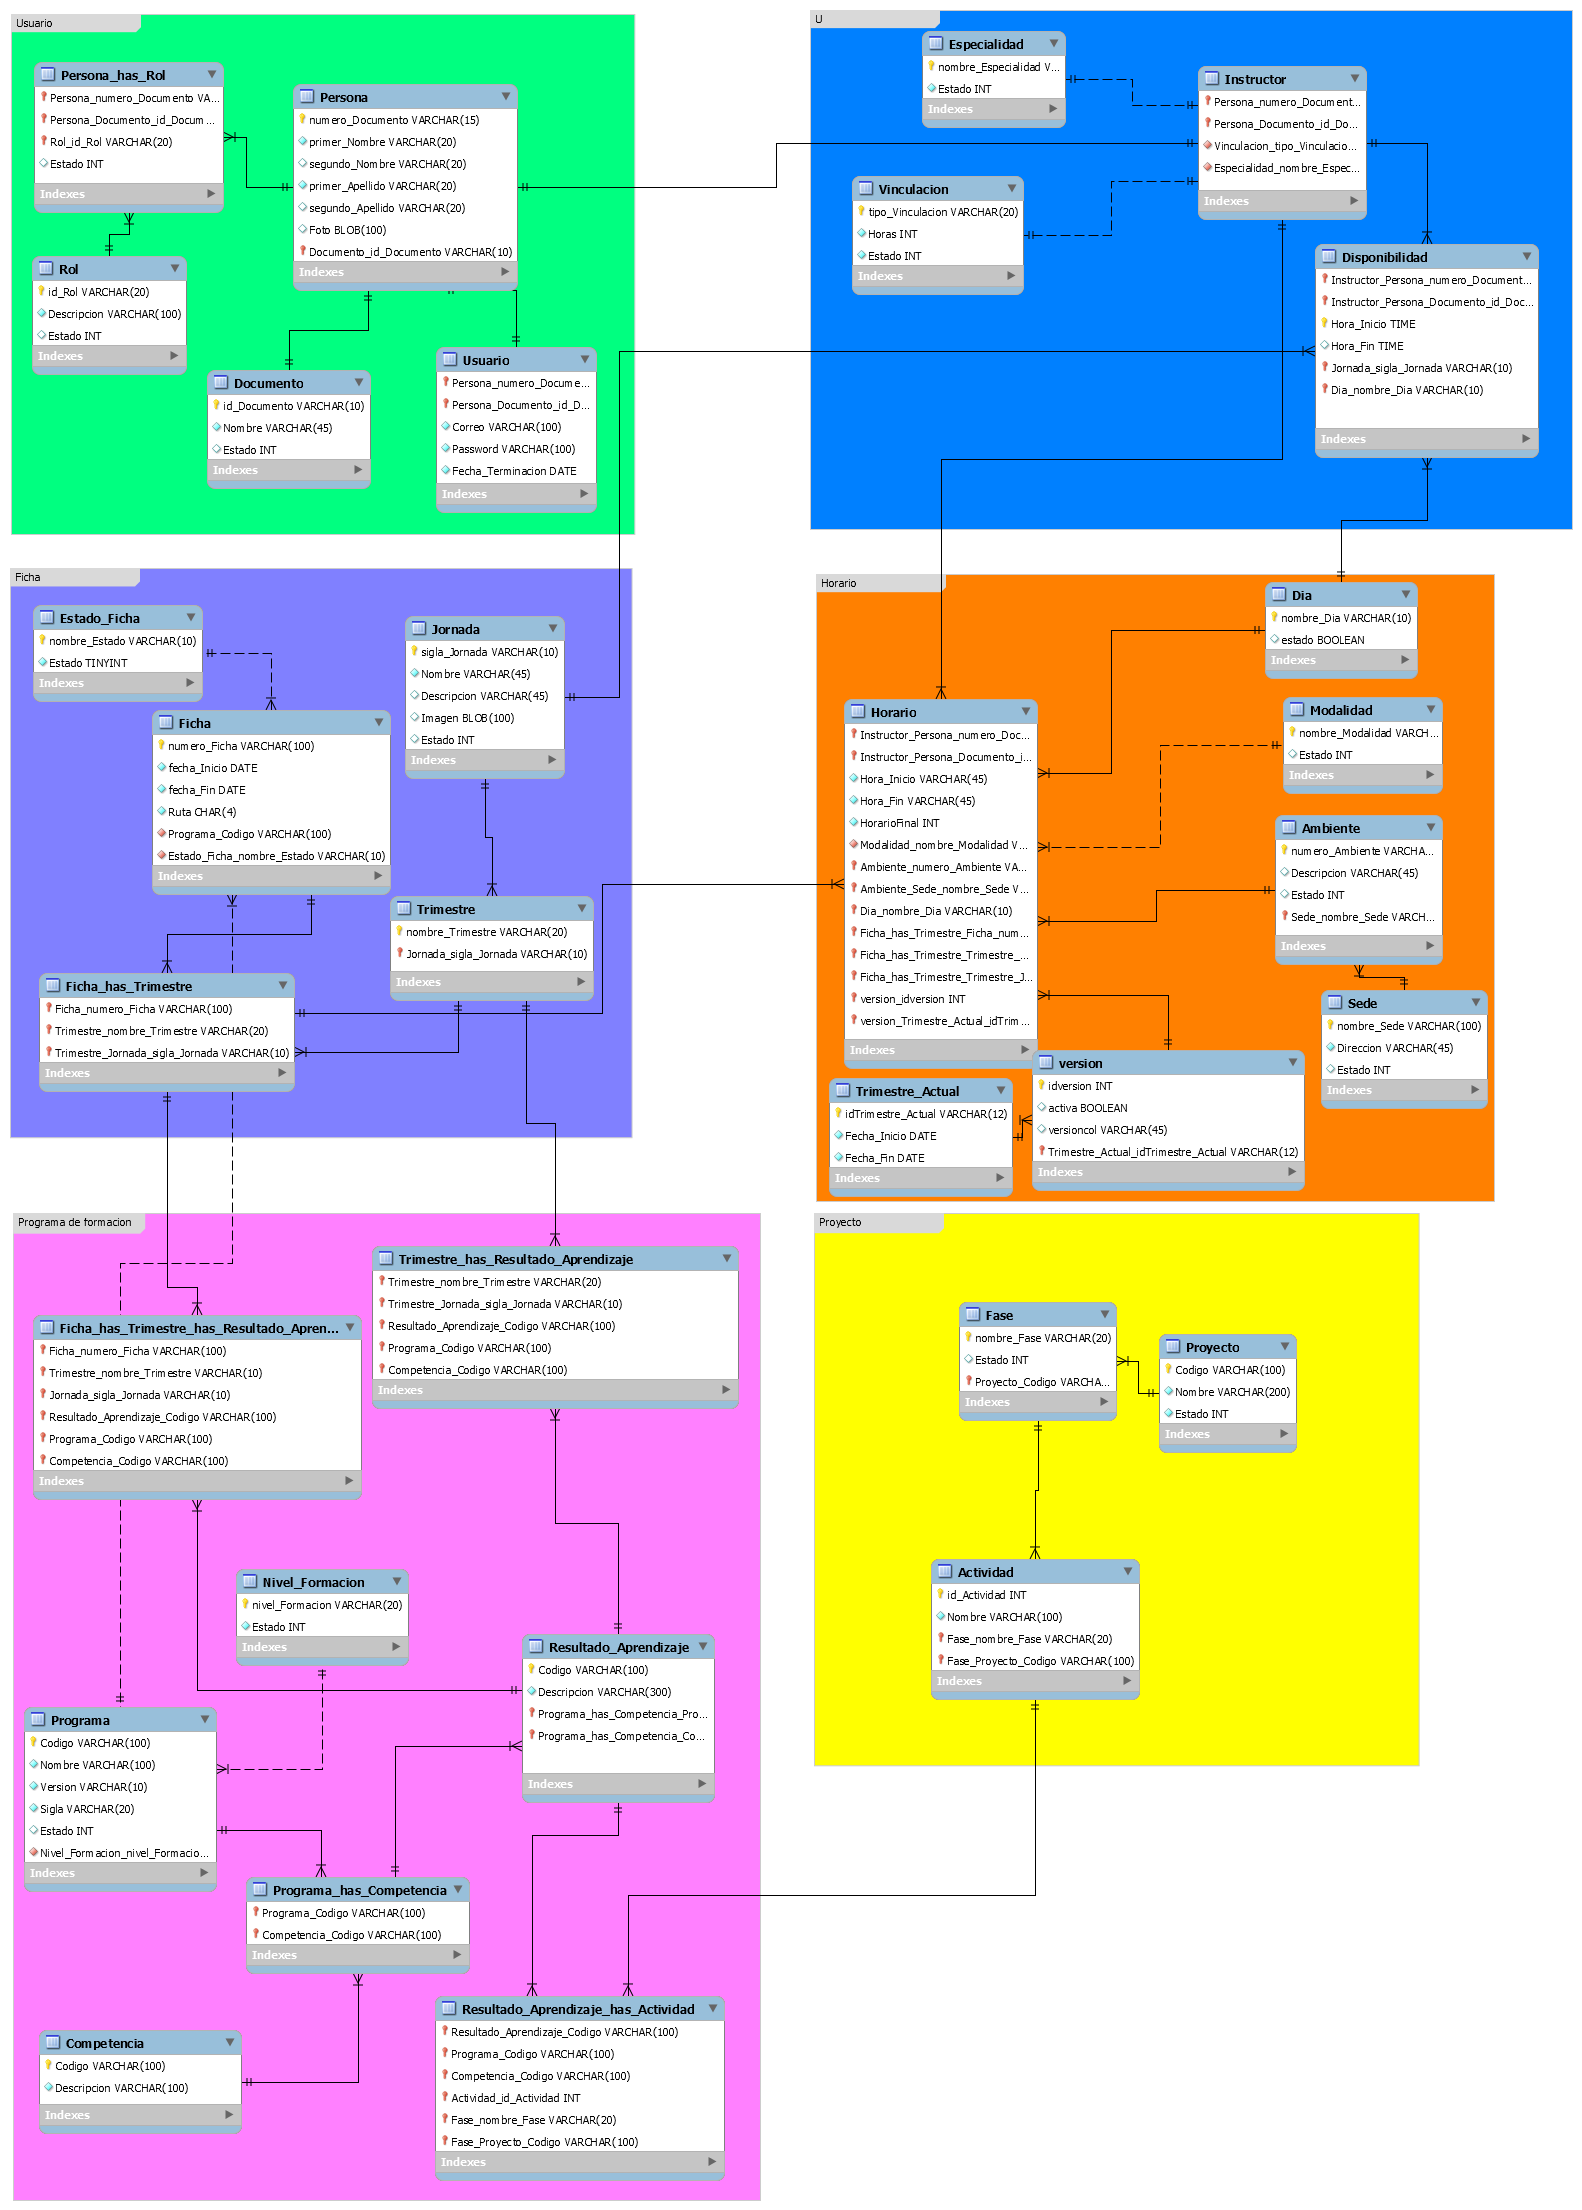 Usuario
Persona_has_Rol
Persona_numero_Documento VA...
Persona_Documento_id_Docum...
Rol_id_Rol VARCHAR(20)
Estado INT
Indexes
Persona
numero_Documento VARCHAR(15)
primer_Nombre VARCHAR(20)
segundo_Nombre VARCHAR(20)
primer_Apellido VARCHAR(20)
segundo_Apellido VARCHAR(20)
Foto BLOB(100)
Documento_id_Documento VARCHAR(10)
Indexes
Rol
id_Rol VARCHAR(20)
Descripcion VARCHAR(100)
Estado INT
Indexes
Documento
id_Documento VARCHAR(10)
Nombre VARCHAR(45)
Estado INT
Indexes
Usuario
Persona_numero_Docume...
Persona_Documento_id_D...
Correo VARCHAR(100)
Password VARCHAR(100)
Fecha_Terminacion DATE
Indexes
U
Especialidad
nombre_Especialidad V...
Estado INT
Indexes
Instructor
Persona_numero_Document...
Persona_Documento_id_Do...
Vinculacion_tipo_Vinculacio...
Especialidad_nombre_Espec...
Indexes
Vinculacion
tipo_Vinculacion VARCHAR(20)
Horas INT
Estado INT
Indexes
Disponibilidad
Instructor_Persona_numero_Document...
Instructor_Persona_Documento_id_Doc...
Hora_Inicio TIME
Hora_Fin TIME
Jornada_sigla_Jornada VARCHAR(10)
Dia_nombre_Dia VARCHAR(10)
Indexes
Ficha
Estado_Ficha
nombre_Estado VARCHAR(10)
Estado TINYINT
Indexes
Jornada
sigla_Jornada VARCHAR(10)
Nombre VARCHAR(45)
Descripcion VARCHAR(45)
Imagen BLOB(100)
Estado INT
Indexes
Ficha
numero_Ficha VARCHAR(100)
fecha_Inicio DATE
fecha_Fin DATE
Ruta CHAR(4)
Programa_Codigo VARCHAR(100)
Estado_Ficha_nombre_Estado VARCHAR(10)
Indexes
Trimestre
nombre_Trimestre VARCHAR(20)
Jornada_sigla_Jornada VARCHAR(10)
Indexes
Ficha_has_Trimestre
Ficha_numero_Ficha VARCHAR(100)
Trimestre_nombre_Trimestre VARCHAR(20)
Trimestre_Jornada_sigla_Jornada VARCHAR(10)
Indexes
Horario
Dia
nombre_Dia VARCHAR(10)
estado BOOLEAN
Indexes
Horario
Instructor_Persona_numero_Doc...
Instructor_Persona_Documento_i...
Hora_Inicio VARCHAR(45)
Hora_Fin VARCHAR(45)
HorarioFinal INT
Modalidad_nombre_Modalidad V...
Ambiente_numero_Ambiente VA...
Ambiente_Sede_nombre_Sede V...
Dia_nombre_Dia VARCHAR(10)
Ficha_has_Trimestre_Ficha_num...
Ficha_has_Trimestre_Trimestre_...
Ficha_has_Trimestre_Trimestre_J...
version_idversion INT
version_Trimestre_Actual_idTrim...
Indexes
Modalidad
nombre_Modalidad VARCH...
Estado INT
Indexes
Ambiente
numero_Ambiente VARCHA...
Descripcion VARCHAR(45)
Estado INT
Sede_nombre_Sede VARCH...
Indexes
Sede
nombre_Sede VARCHAR(100)
Direccion VARCHAR(45)
Estado INT
Indexes
version
idversion INT
activa BOOLEAN
versioncol VARCHAR(45)
Trimestre_Actual_idTrimestre_Actual VARCHAR(12)
Indexes
Trimestre_Actual
idTrimestre_Actual VARCHAR(12)
Fecha_Inicio DATE
Fecha_Fin DATE
Indexes
Programa de formacion
Trimestre_has_Resultado_Aprendizaje
Trimestre_nombre_Trimestre VARCHAR(20)
Trimestre_Jornada_sigla_Jornada VARCHAR(10)
Resultado_Aprendizaje_Codigo VARCHAR(100)
Programa_Codigo VARCHAR(100)
Competencia_Codigo VARCHAR(100)
Indexes
Ficha_has_Trimestre_has_Resultado_Apren...
Ficha_numero_Ficha VARCHAR(100)
Trimestre_nombre_Trimestre VARCHAR(10)
Jornada_sigla_Jornada VARCHAR(10)
Resultado_Aprendizaje_Codigo VARCHAR(100)
Programa_Codigo VARCHAR(100)
Competencia_Codigo VARCHAR(100)
Indexes
Nivel_Formacion
nivel_Formacion VARCHAR(20)
Estado INT
Indexes
Resultado_Aprendizaje
Codigo VARCHAR(100)
Descripcion VARCHAR(300)
Programa_has_Competencia_Pro...
Programa_has_Competencia_Co...
Indexes
Programa
Codigo VARCHAR(100)
Nombre VARCHAR(100)
Version VARCHAR(10)
Sigla VARCHAR(20)
Estado INT
Nivel_Formacion_nivel_Formacio...
Indexes
Programa_has_Competencia
Programa_Codigo VARCHAR(100)
Competencia_Codigo VARCHAR(100)
Indexes
Competencia
Codigo VARCHAR(100)
Descripcion VARCHAR(100)
Indexes
Resultado_Aprendizaje_has_Actividad
Resultado_Aprendizaje_Codigo VARCHAR(100)
Programa_Codigo VARCHAR(100)
Competencia_Codigo VARCHAR(100)
Actividad_id_Actividad INT
Fase_nombre_Fase VARCHAR(20)
Fase_Proyecto_Codigo VARCHAR(100)
Indexes
Proyecto
Fase
nombre_Fase VARCHAR(20)
Estado INT
Proyecto_Codigo VARCHA...
Indexes
Proyecto
Codigo VARCHAR(100)
Nombre VARCHAR(200)
Estado INT
Indexes
Actividad
id_Actividad INT
Nombre VARCHAR(100)
Fase_nombre_Fase VARCHAR(20)
Fase_Proyecto_Codigo VARCHAR(100)
Indexes